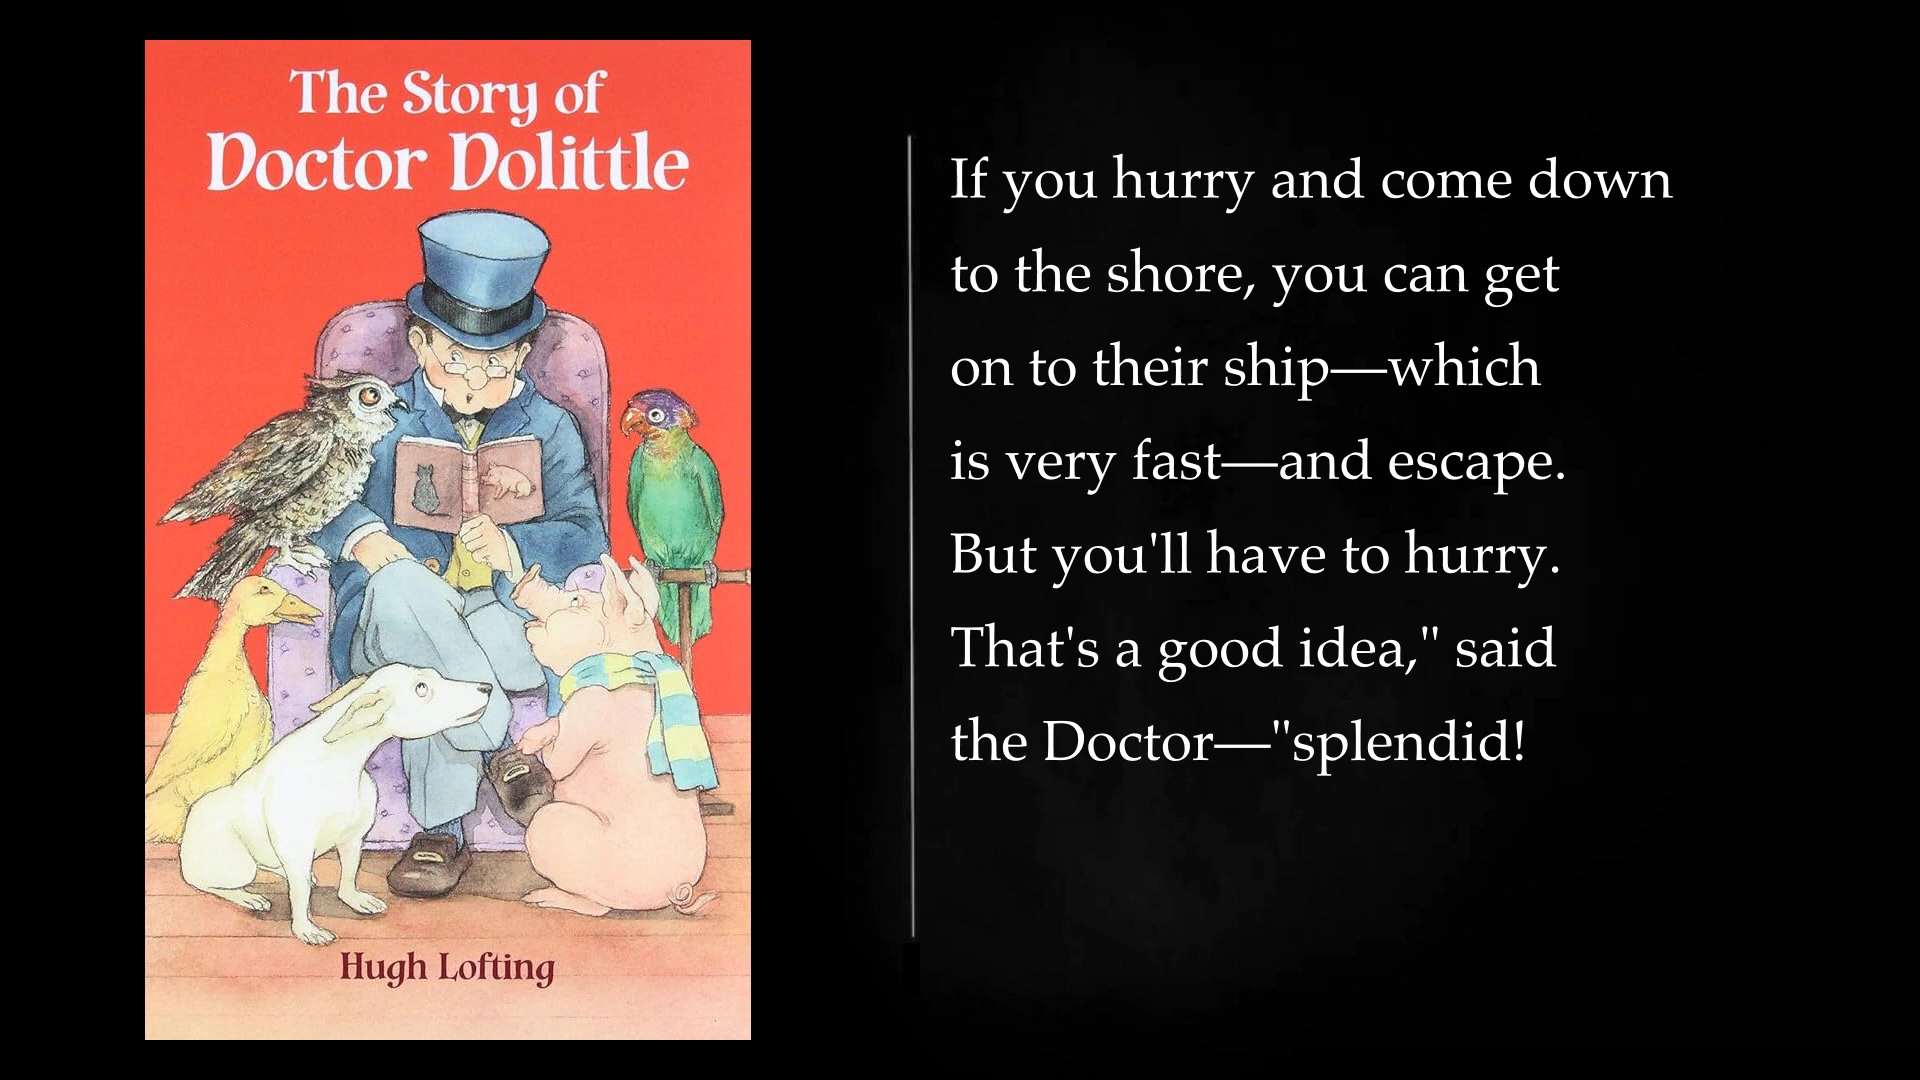 The Story of
Doctor Dolittle
Hugh Lofting
If you hurry and come down
to the shore, you can get
on to their ship—which
is very fast—and escape.
But you'll have to hurry.
That's a good idea," said
the Doctor—"splendid!